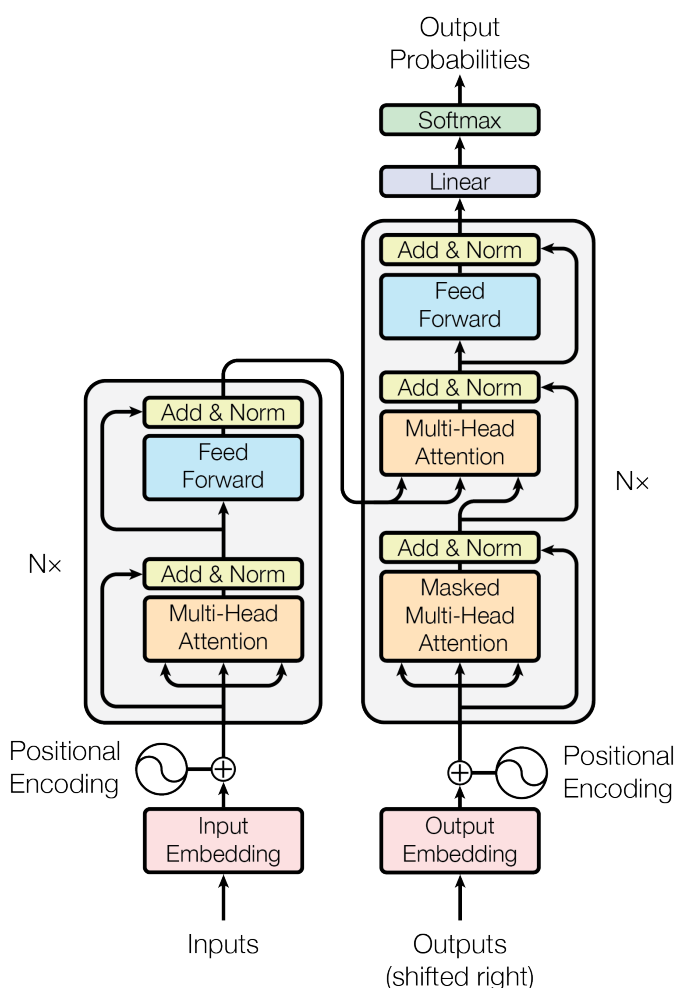 Output
Probabilities
Softmax
Linear
Add & Norm
Feed
Forward
Add & Norm
Multi-Head
Attention
Add & Norm
Masked
Multi-Head
Attention
N×
Add & Norm
Feed
Forward
Add & Norm
Multi-Head
Attention
N×
Positional
Encoding
Positional
Encoding
Input
Embedding
Output
Embedding
Inputs
Outputs
(shifted right)